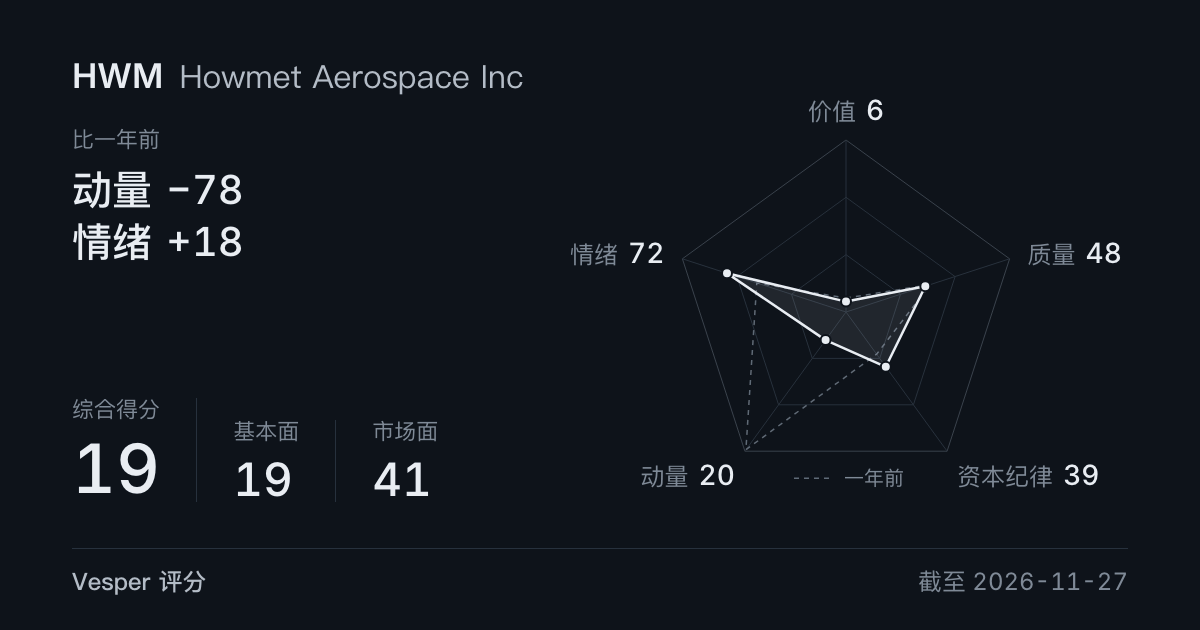 HWM Howmet Aerospace Inc
比一年前
动量 −78
情绪 +18
综合得分
19
基本面
19
市场面
41
价值 6
情绪 72
质量 48
动量 20
---- 一年前
资本纪律 39
Vesper 评分
截至 2026-11-27